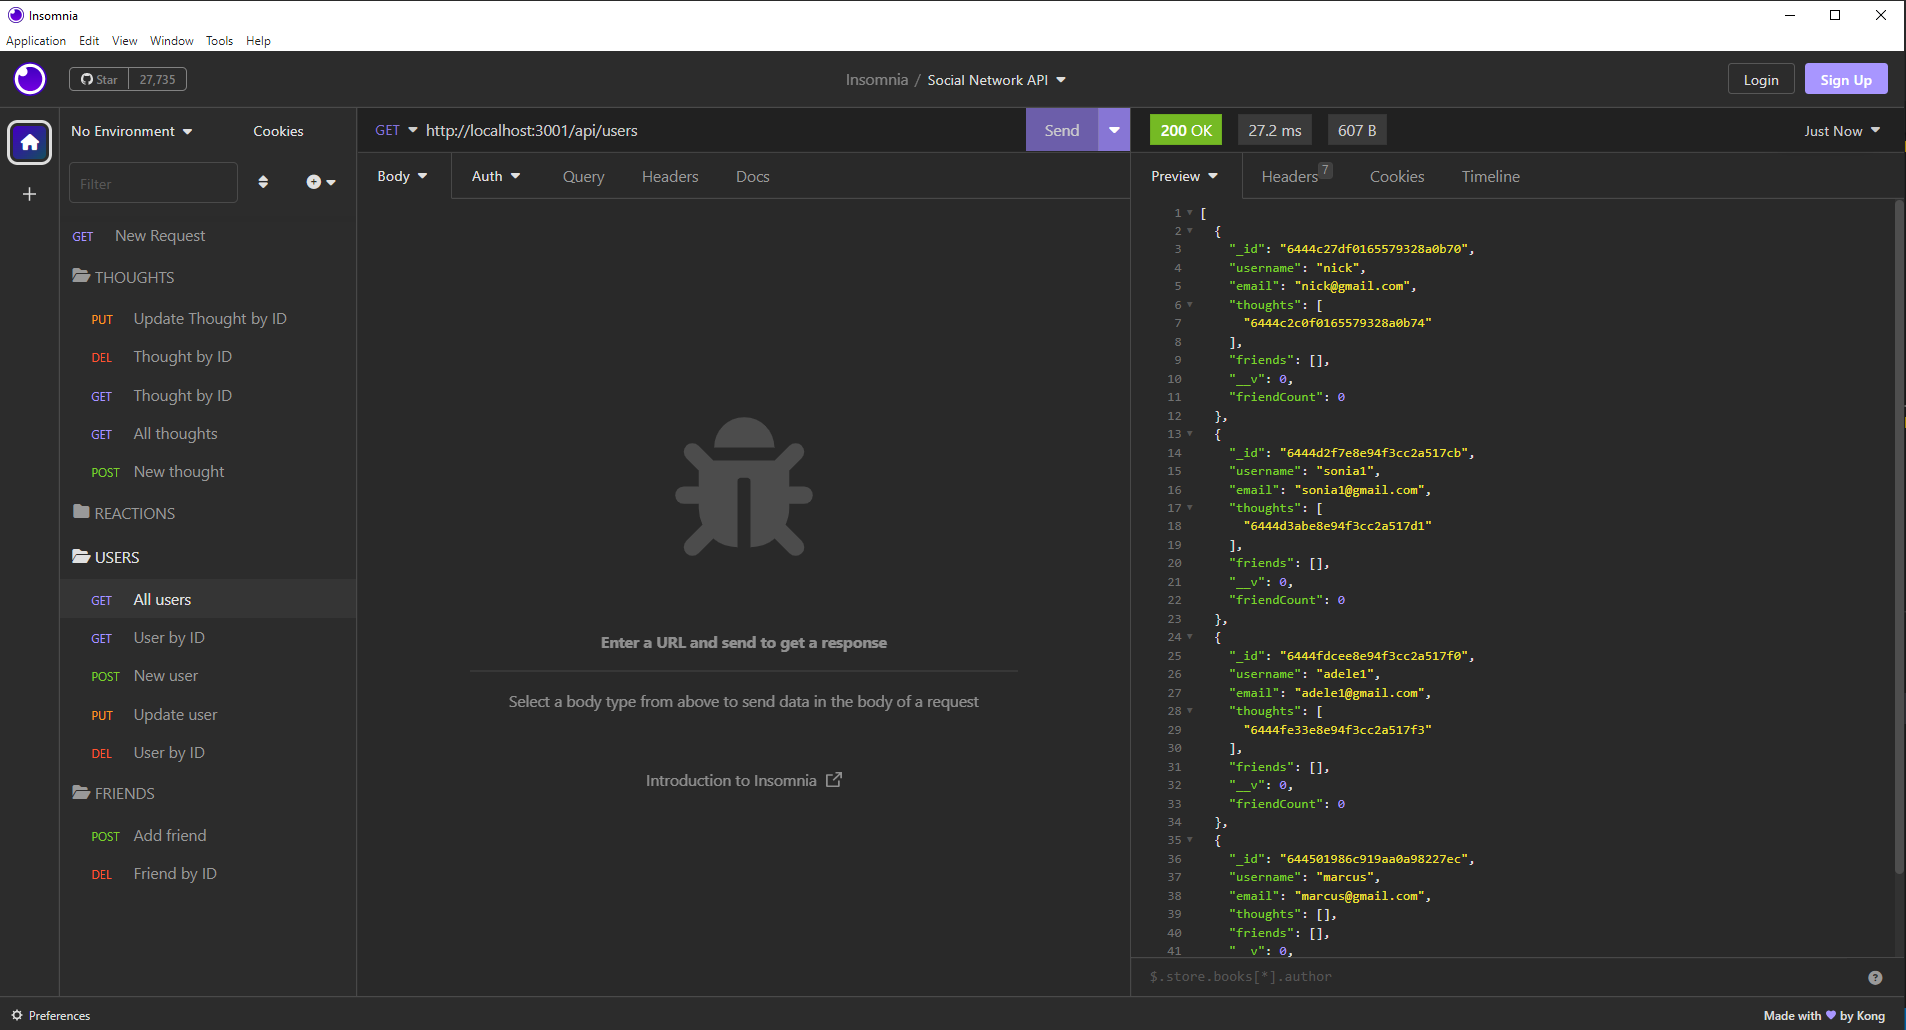 Insomnia
Application Edit View Window Tools Help
Star 27,735
Insomnia / Social Network API
Login Sign Up
No Environment Cookies
Filter
GET New Request
THOUGHTS
PUT Update Thought by ID
DEL Thought by ID
GET Thought by ID
GET All thoughts
POST New thought
REACTIONS
USERS
GET All users
GET User by ID
POST New user
PUT Update user
DEL User by ID
FRIENDS
POST Add friend
DEL Friend by ID
GET http://localhost:3001/api/users Send
Body Auth Query Headers Docs
Enter a URL and send to get a response
Select a body type from above to send data in the body of a request
Introduction to Insomnia
200 OK 27.2 ms 607 B Just Now
Preview Headers 7 Cookies Timeline
1 [
2 {
3 "_id": "6444c27df0165579328a0b70",
4 "username": "nick",
5 "email": "nick@gmail.com",
6 "thoughts": [
7 "6444c2c0f0165579328a0b74"
8 ],
9 "friends": [],
10 "__v": 0,
11 "friendCount": 0
12 },
13 {
14 "_id": "6444d2f7e8e94f3cc2a517cb",
15 "username": "sonia1",
16 "email": "sonia1@gmail.com",
17 "thoughts": [
18 "6444d3abe8e94f3cc2a517d1"
19 ],
20 "friends": [],
21 "__v": 0,
22 "friendCount": 0
23 },
24 {
25 "_id": "6444fdcee8e94f3cc2a517f0",
26 "username": "adele1",
27 "email": "adele1@gmail.com",
28 "thoughts": [
29 "6444fe33e8e94f3cc2a517f3"
30 ],
31 "friends": [],
32 "__v": 0,
33 "friendCount": 0
34 },
35 {
36 "_id": "644501986c919aa0a98227ec",
37 "username": "marcus",
38 "email": "marcus@gmail.com",
39 "thoughts": [],
40 "friends": [],
41 "__v": 0,
$.store.books[*].author
Preferences
Made with ♥ by Kong